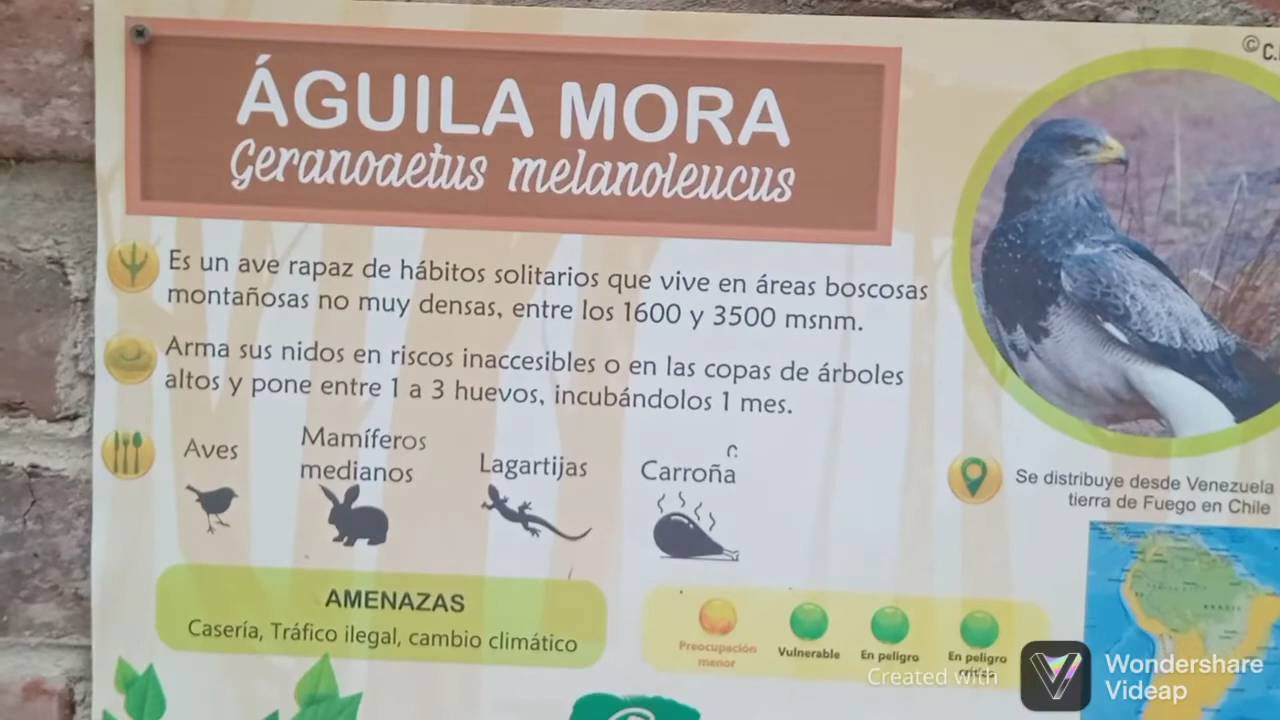 © C.
ÁGUILA MORA
Geranoaetus melanoleucus
Es un ave rapaz de hábitos solitarios que vive en áreas boscosas
montañosas no muy densas, entre los 1600 y 3500 msnm.
Arma sus nidos en riscos inaccesibles o en las copas de árboles
altos y pone entre 1 a 3 huevos, incubándolos 1 mes.
Aves
Mamíferos
medianos
Lagartijas
Carroña
Se distribuye desde Venezuela
tierra de Fuego en Chile
AMENAZAS
Casería, Tráfico ilegal, cambio climático
Preocupación
menor
Vulnerable
En peligro
En peligro
crítico
Created with
Wondershare
Videap